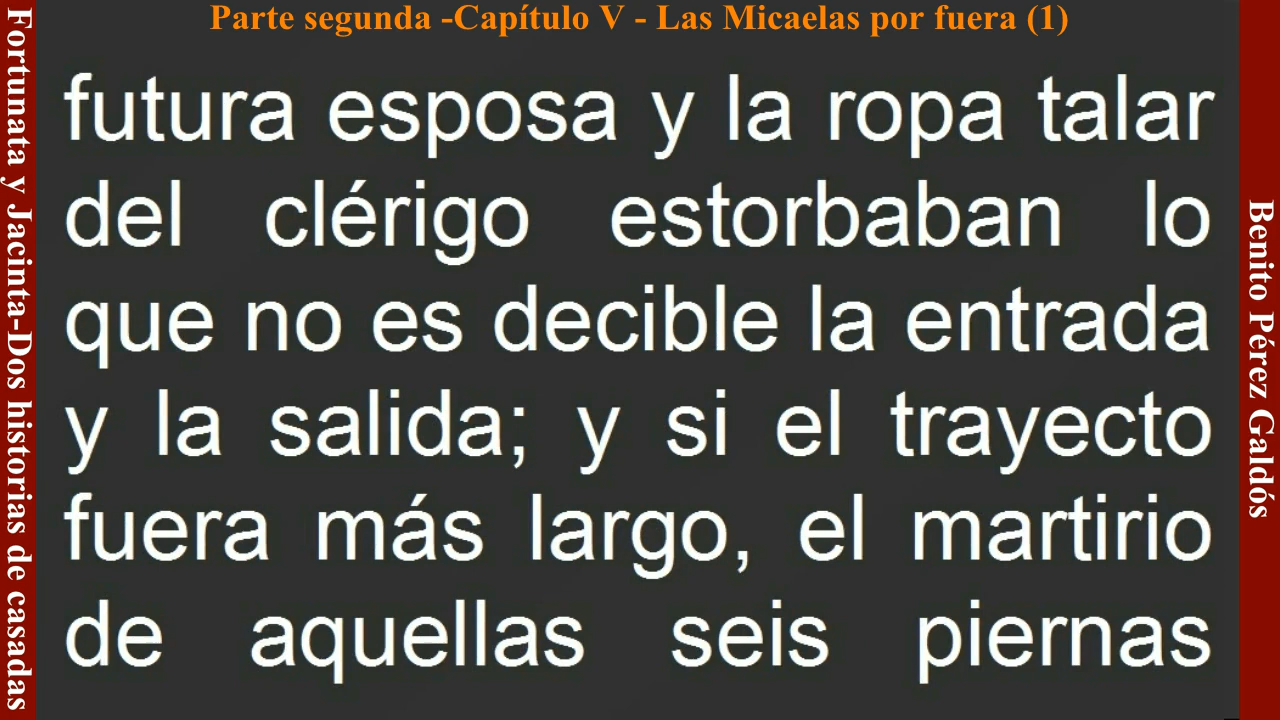 Parte segunda -Capítulo V - Las Micaelas por fuera (1)
Fortunata y Jacinta-Dos historias de casadas
futura esposa y la ropa talar
del clérigo estorbaban lo
que no es decible la entrada
y la salida; y si el trayecto
fuera más largo, el martirio
de aquellas seis piernas
Benito Pérez Galdós